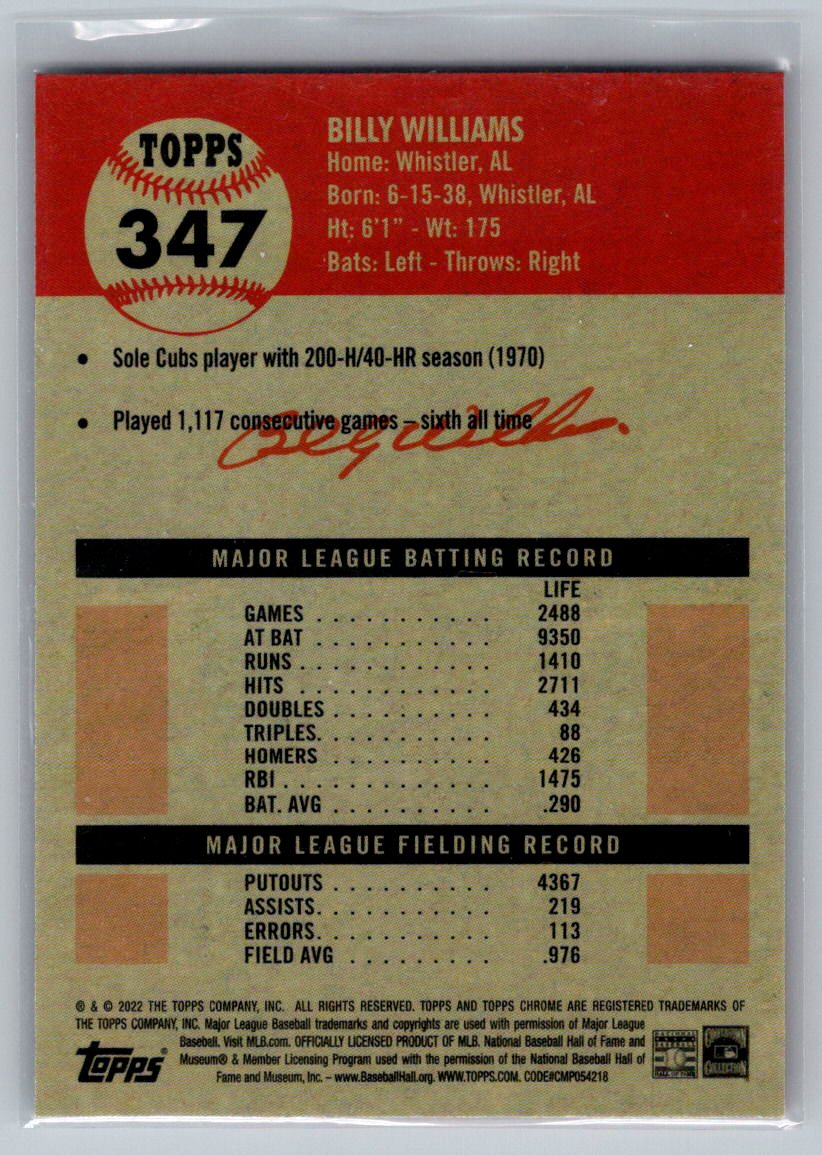 TOPPS
347
BILLY WILLIAMS
Home: Whistler, AL
Born: 6-15-38, Whistler, AL
Ht: 6'1" - Wt: 175
Bats: Left - Throws: Right
• Sole Cubs player with 200-H/40-HR season (1970)
• Played 1,117 consecutive games – sixth all time
Billy Williams
MAJOR LEAGUE BATTING RECORD
LIFE
GAMES . . . . . . . . . . . 2488
AT BAT . . . . . . . . . . . 9350
RUNS . . . . . . . . . . . . 1410
HITS . . . . . . . . . . . . 2711
DOUBLES . . . . . . . . . . 434
TRIPLES. . . . . . . . . . . 88
HOMERS . . . . . . . . . . . 426
RBI . . . . . . . . . . . . . 1475
BAT. AVG . . . . . . . . . . .290
MAJOR LEAGUE FIELDING RECORD
PUTOUTS . . . . . . . . . . 4367
ASSISTS. . . . . . . . . . . 219
ERRORS. . . . . . . . . . . 113
FIELD AVG . . . . . . . . . .976
® & © 2022 THE TOPPS COMPANY, INC. ALL RIGHTS RESERVED. TOPPS AND TOPPS CHROME ARE REGISTERED TRADEMARKS OF
THE TOPPS COMPANY, INC. Major League Baseball trademarks and copyrights are used with permission of Major League
Baseball. Visit MLB.com. OFFICIALLY LICENSED PRODUCT OF MLB. National Baseball Hall of Fame and
Museum® & Member Licensing Program used with the permission of the National Baseball Hall of
Fame and Museum, Inc. – www.BaseballHall.org. WWW.TOPPS.COM. CODE#CMP054218
topps®
COOPERSTOWN
COLLECTION